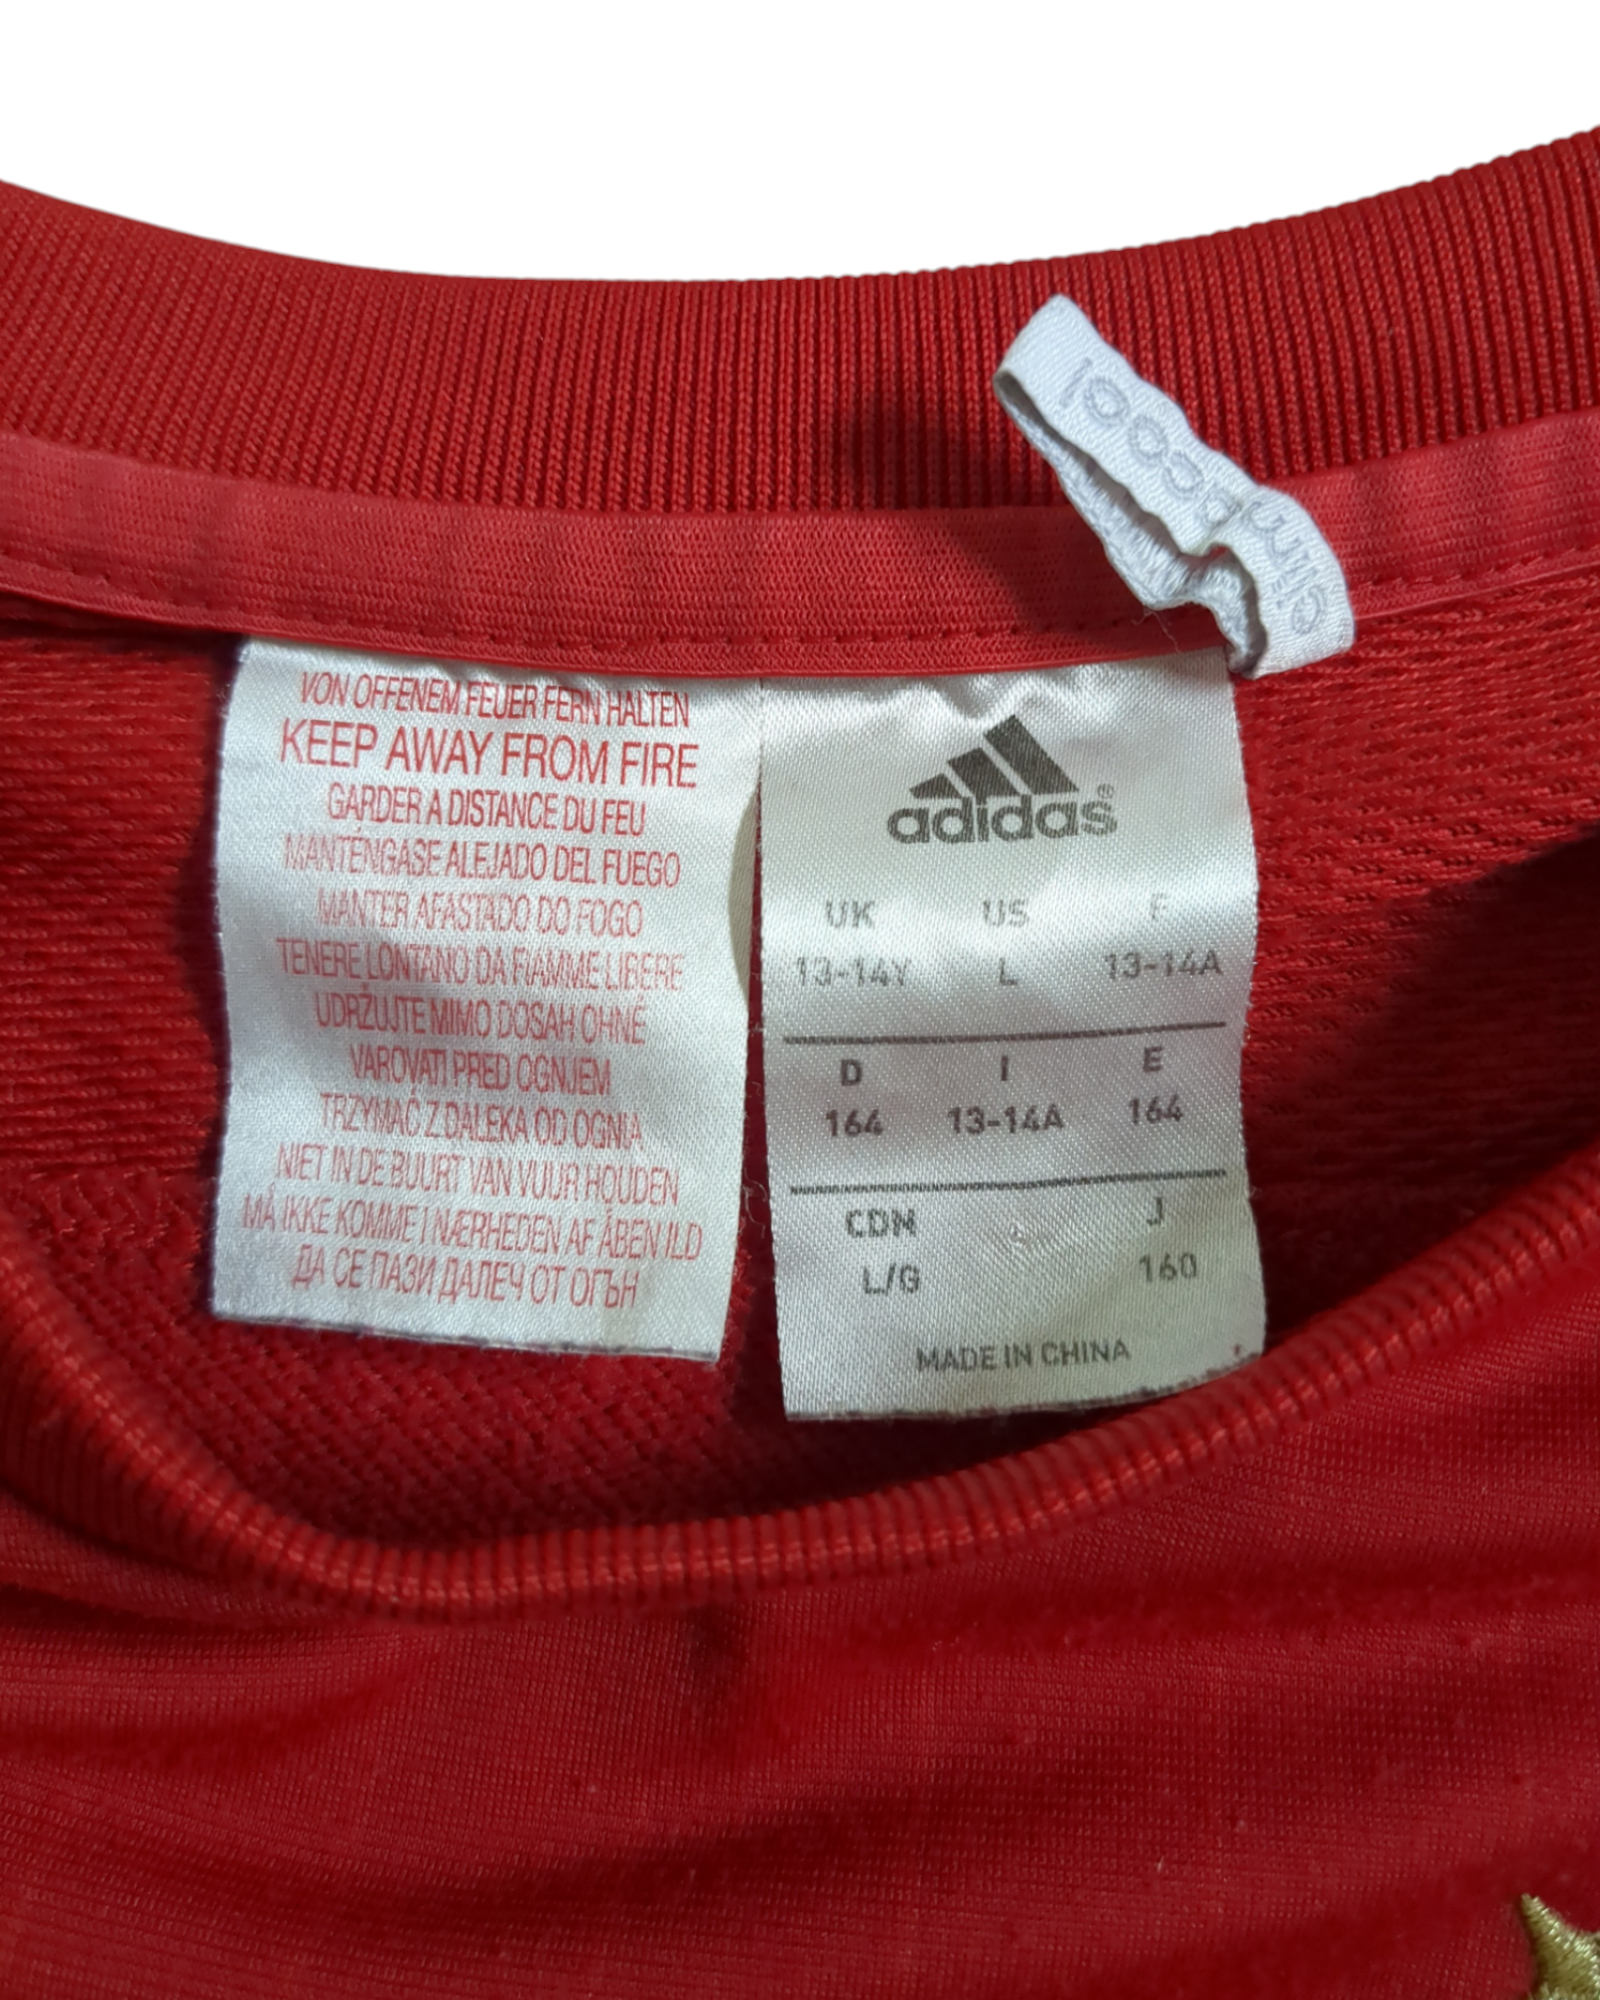 climacool
VON OFFENEM FEUER FERN HALTEN
KEEP AWAY FROM FIRE
GARDER A DISTANCE DU FEU
MANTÉNGASE ALEJADO DEL FUEGO
MANTER AFASTADO DO FOGO
TENERE LONTANO DA FIAMME LIBERE
UDRŽUJTE MIMO DOSAH OHNĚ
VAROVATI PRED OGNJEM
TRZYMAĆ Z DALEKA OD OGNIA
NIET IN DE BUURT VAN VUUR HOUDEN
MÅ IKKE KOMME I NÆRHEDEN AF ÅBEN ILD
ДА СЕ ПАЗИ ДАЛЕЧ ОТ ОГЪН
adidas®
UK US F
13-14Y L 13-14A
D I E
164 13-14A 164
CDN J
L/G 160
MADE IN CHINA